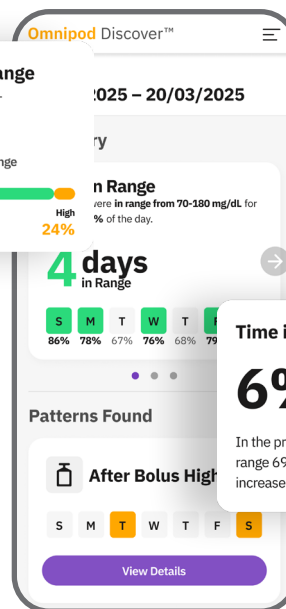 Omnipod Discover™
ange
2025 – 20/03/2025
ry
nge
n Range
were in range from 70-180 mg/dL for
% of the day.
High
24%
4 days
in Range
S M T W T F
86% 78% 67% 76% 68% 79
Time i
6%
In the pr
range 69
increase
Patterns Found
After Bolus High
S M T W T F S
View Details